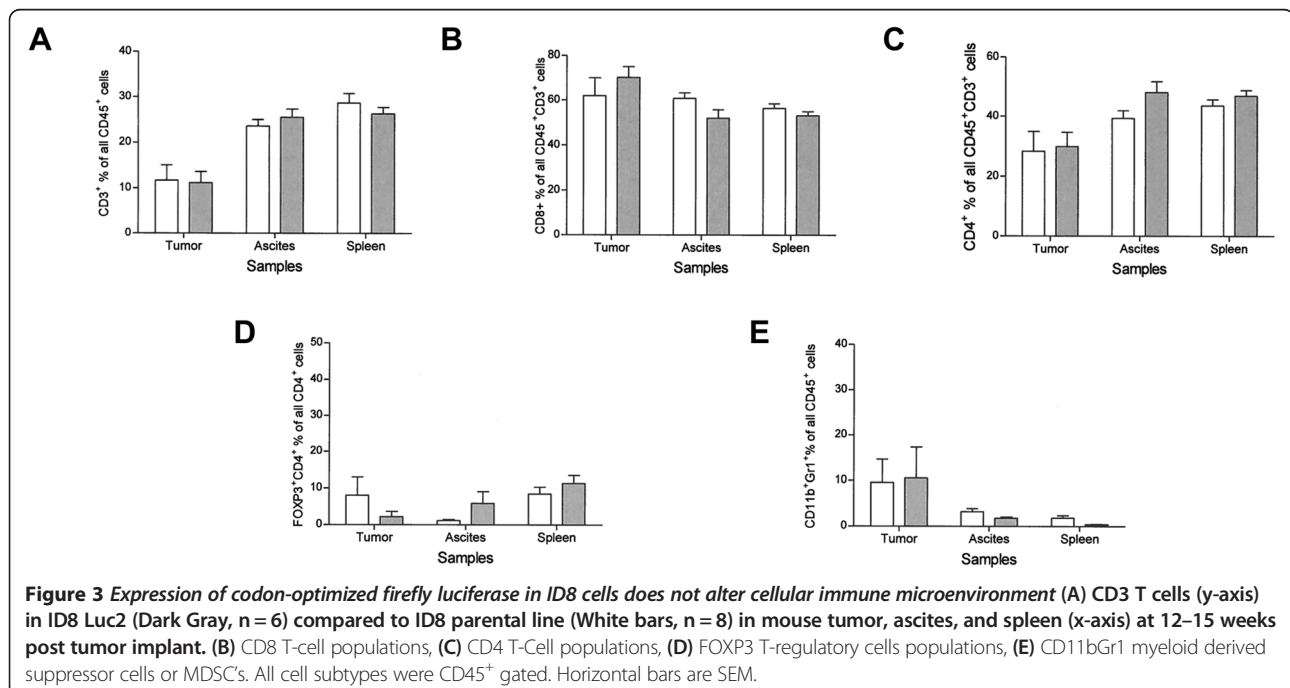 A
40
30
20
10
0
CD3⁺ % of all CD45⁺ cells
Tumor Ascites Spleen
Samples
B
80
60
40
20
0
CD8+ % of all CD45⁺CD3⁺ cells
Tumor Ascites Spleen
Samples
C
60
40
20
0
CD4⁺ % of all CD45⁺CD3⁺ cells
Tumor Ascites Spleen
Samples
D
50
40
30
20
10
0
FOXP3⁺CD4⁺ % of all CD4⁺ cells
Tumor Ascites Spleen
Samples
E
40
30
20
10
0
CD11b⁺Gr1⁺% of all CD45⁺ cells
Tumor Ascites Spleen
Samples
Figure 3 Expression of codon-optimized firefly luciferase in ID8 cells does not alter cellular immune microenvironment (A) CD3 T cells (y-axis)
in ID8 Luc2 (Dark Gray, n = 6) compared to ID8 parental line (White bars, n = 8) in mouse tumor, ascites, and spleen (x-axis) at 12–15 weeks
post tumor implant. (B) CD8 T-cell populations, (C) CD4 T-Cell populations, (D) FOXP3 T-regulatory cells populations, (E) CD11bGr1 myeloid derived
suppressor cells or MDSC's. All cell subtypes were CD45⁺ gated. Horizontal bars are SEM.